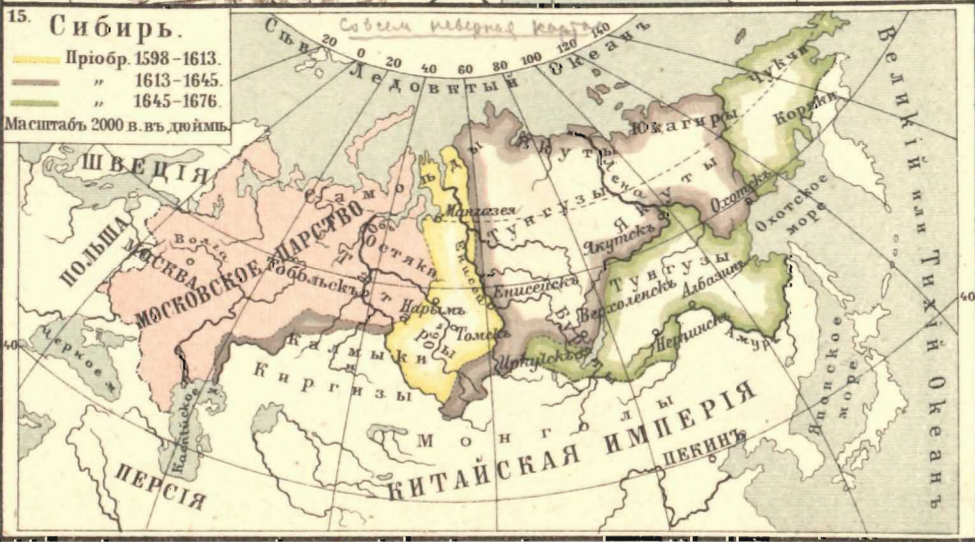 15.
Сибирь.
Пріобр. 1598-1613.
„ 1613-1645.
„ 1645-1676.
Масштабъ 2000 в. въ дюймѣ.
Совсем неверная карта
20 0 20 40 60 80 100 120 140
Ледовитый Океанъ
Великій или Тихій Океанъ
ШВЕЦІЯ
ПОЛЬША
МОСКВА
Волга
МОСКОВСКОЕ ЦАРСТВО
Самоѣды
Остяки
Тобольскъ
Мангазея
Енисей
Нарымъ
Томскъ
Енисейскъ
Якуты
Тунгузы
Лена
Юкагиры
Якуты
Чукчи
Коряки
Охотскъ
Охотское море
Якутскъ
Тунгузы
Верхоленскъ
Албазинъ
Иркутскъ
Нерчинскъ
Амуръ
Калмыки
Киргизы
Черное м.
Каспійское
40
40
Монголы
КИТАЙСКАЯ ИМПЕРІЯ
ПЕКИНЪ
ПЕРСІЯ
Японское море